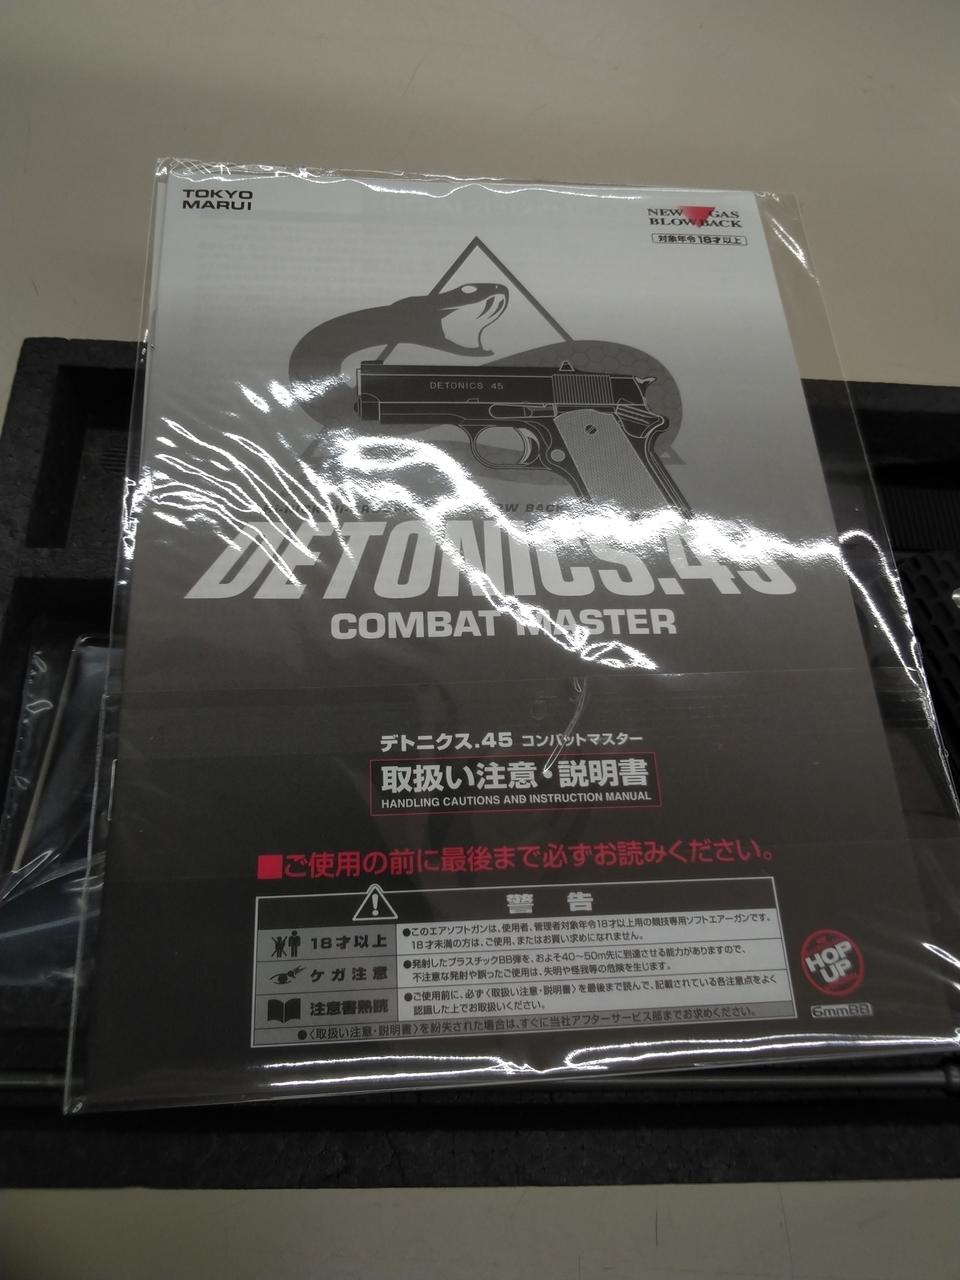 TOKYO
MARUI
NEW GAS
BLOWBACK
対象年令18才以上
DETONICS .45
BLOW BACK
DETONICS.45
COMBAT MASTER
デトニクス.45 コンバットマスター
取扱い注意・説明書
HANDLING CAUTIONS AND INSTRUCTION MANUAL
■ご使用の前に最後まで必ずお読みください。
警告
18才以上
●このエアソフトガンは、使用者、管理者対象年令18才以上用の競技専用ソフトエアーガンです。
18才未満の方は、ご使用、またはお買い求めになれません。
ケガ注意
●発射したプラスチックBB弾を、およそ40〜50m先に到達させる能力がありますので、
不注意な発射や誤ったご使用は、失明や怪我等の危険を生じます。
注意書熟読
●ご使用前に、必ず〈取扱い注意・説明書〉を最後まで読んで、記載されている各注意点をよく
認識した上でお取扱いください。
●〈取扱い注意・説明書〉を紛失された場合は、すぐに当社アフターサービス部までお求めください。
HOP
UP
6mmBB